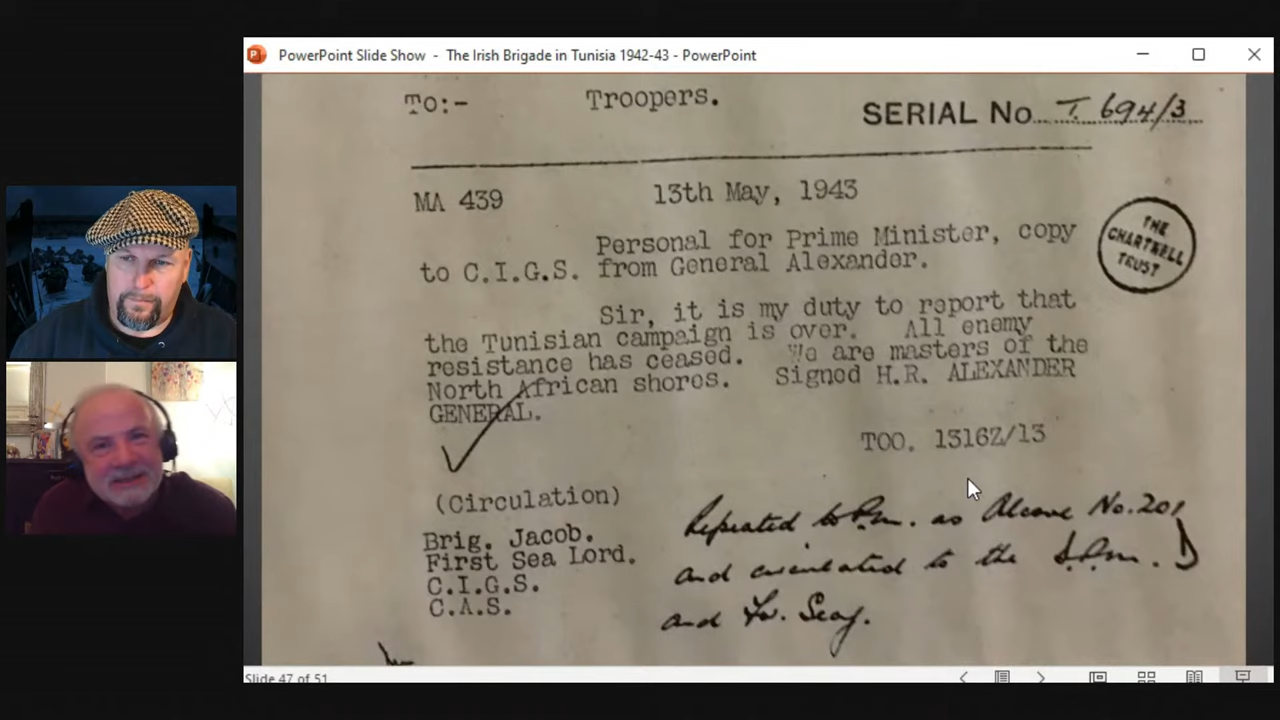 PowerPoint Slide Show - The Irish Brigade in Tunisia 1942-43 - PowerPoint
To:- Troopers.
SERIAL No. T. 694/3
MA 439 13th May, 1943
Personal for Prime Minister, copy
to C.I.G.S. from General Alexander.
THE
CHARTWELL
TRUST
Sir, it is my duty to report that
the Tunisian campaign is over. All enemy
resistance has ceased. We are masters of the
North African shores. Signed H.R. ALEXANDER
GENERAL.
TOO. 1316Z/13
(Circulation)
Brig. Jacob.
First Sea Lord.
C.I.G.S.
C.A.S.
Repeated to P.m. as Alcove No. 201
and circulated to the D.P.m.
and Fo. Secy.
Slide 47 of 51